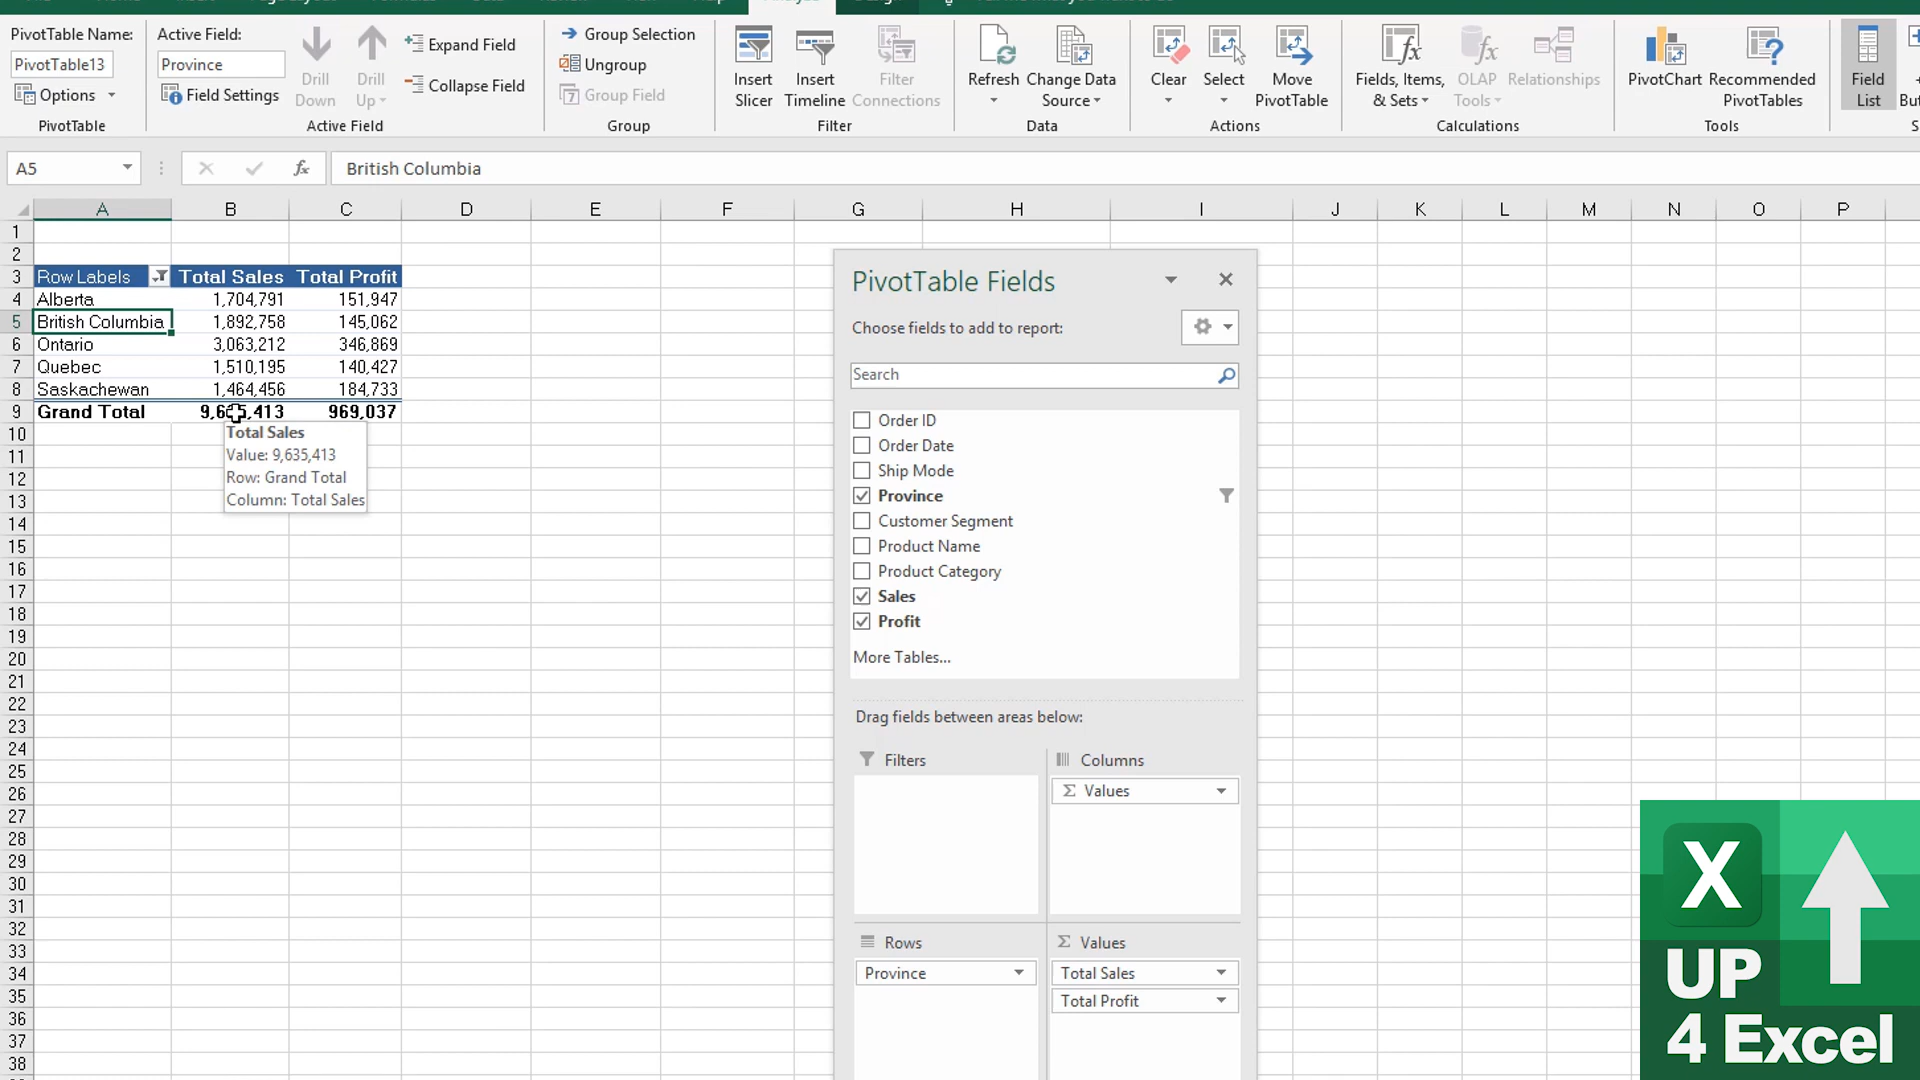 PivotTable Name:
PivotTable13
Options
PivotTable
Active Field:
Province
Field Settings
Drill
Down
Drill
Up
Expand Field
Collapse Field
Active Field
Group Selection
Ungroup
Group Field
Group
Insert
Slicer
Insert
Timeline
Filter
Connections
Filter
Refresh
Change Data
Source
Data
Clear
Select
Move
PivotTable
Actions
Fields, Items,
& Sets
OLAP
Tools
Relationships
Calculations
PivotChart
Recommended
PivotTables
Tools
Field
List
A5
fx
British Columbia
A B C D E F G H I J K L M N O P
1
2
3 Row Labels Total Sales Total Profit
4 Alberta 1,704,791 151,947
5 British Columbia 1,892,758 145,062
6 Ontario 3,063,212 346,869
7 Quebec 1,510,195 140,427
8 Saskachewan 1,464,456 184,733
9 Grand Total 9,635,413 969,037
10
11
12
13
14
15
16
17
18
19
20
21
22
23
24
25
26
27
28
29
30
31
32
33
34
35
36
37
38
Total Sales
Value: 9,635,413
Row: Grand Total
Column: Total Sales
PivotTable Fields
Choose fields to add to report:
Search
Order ID
Order Date
Ship Mode
Province
Customer Segment
Product Name
Product Category
Sales
Profit
More Tables...
Drag fields between areas below:
Filters
Columns
Σ Values
Rows
Province
Σ Values
Total Sales
Total Profit
X
UP
4 Excel